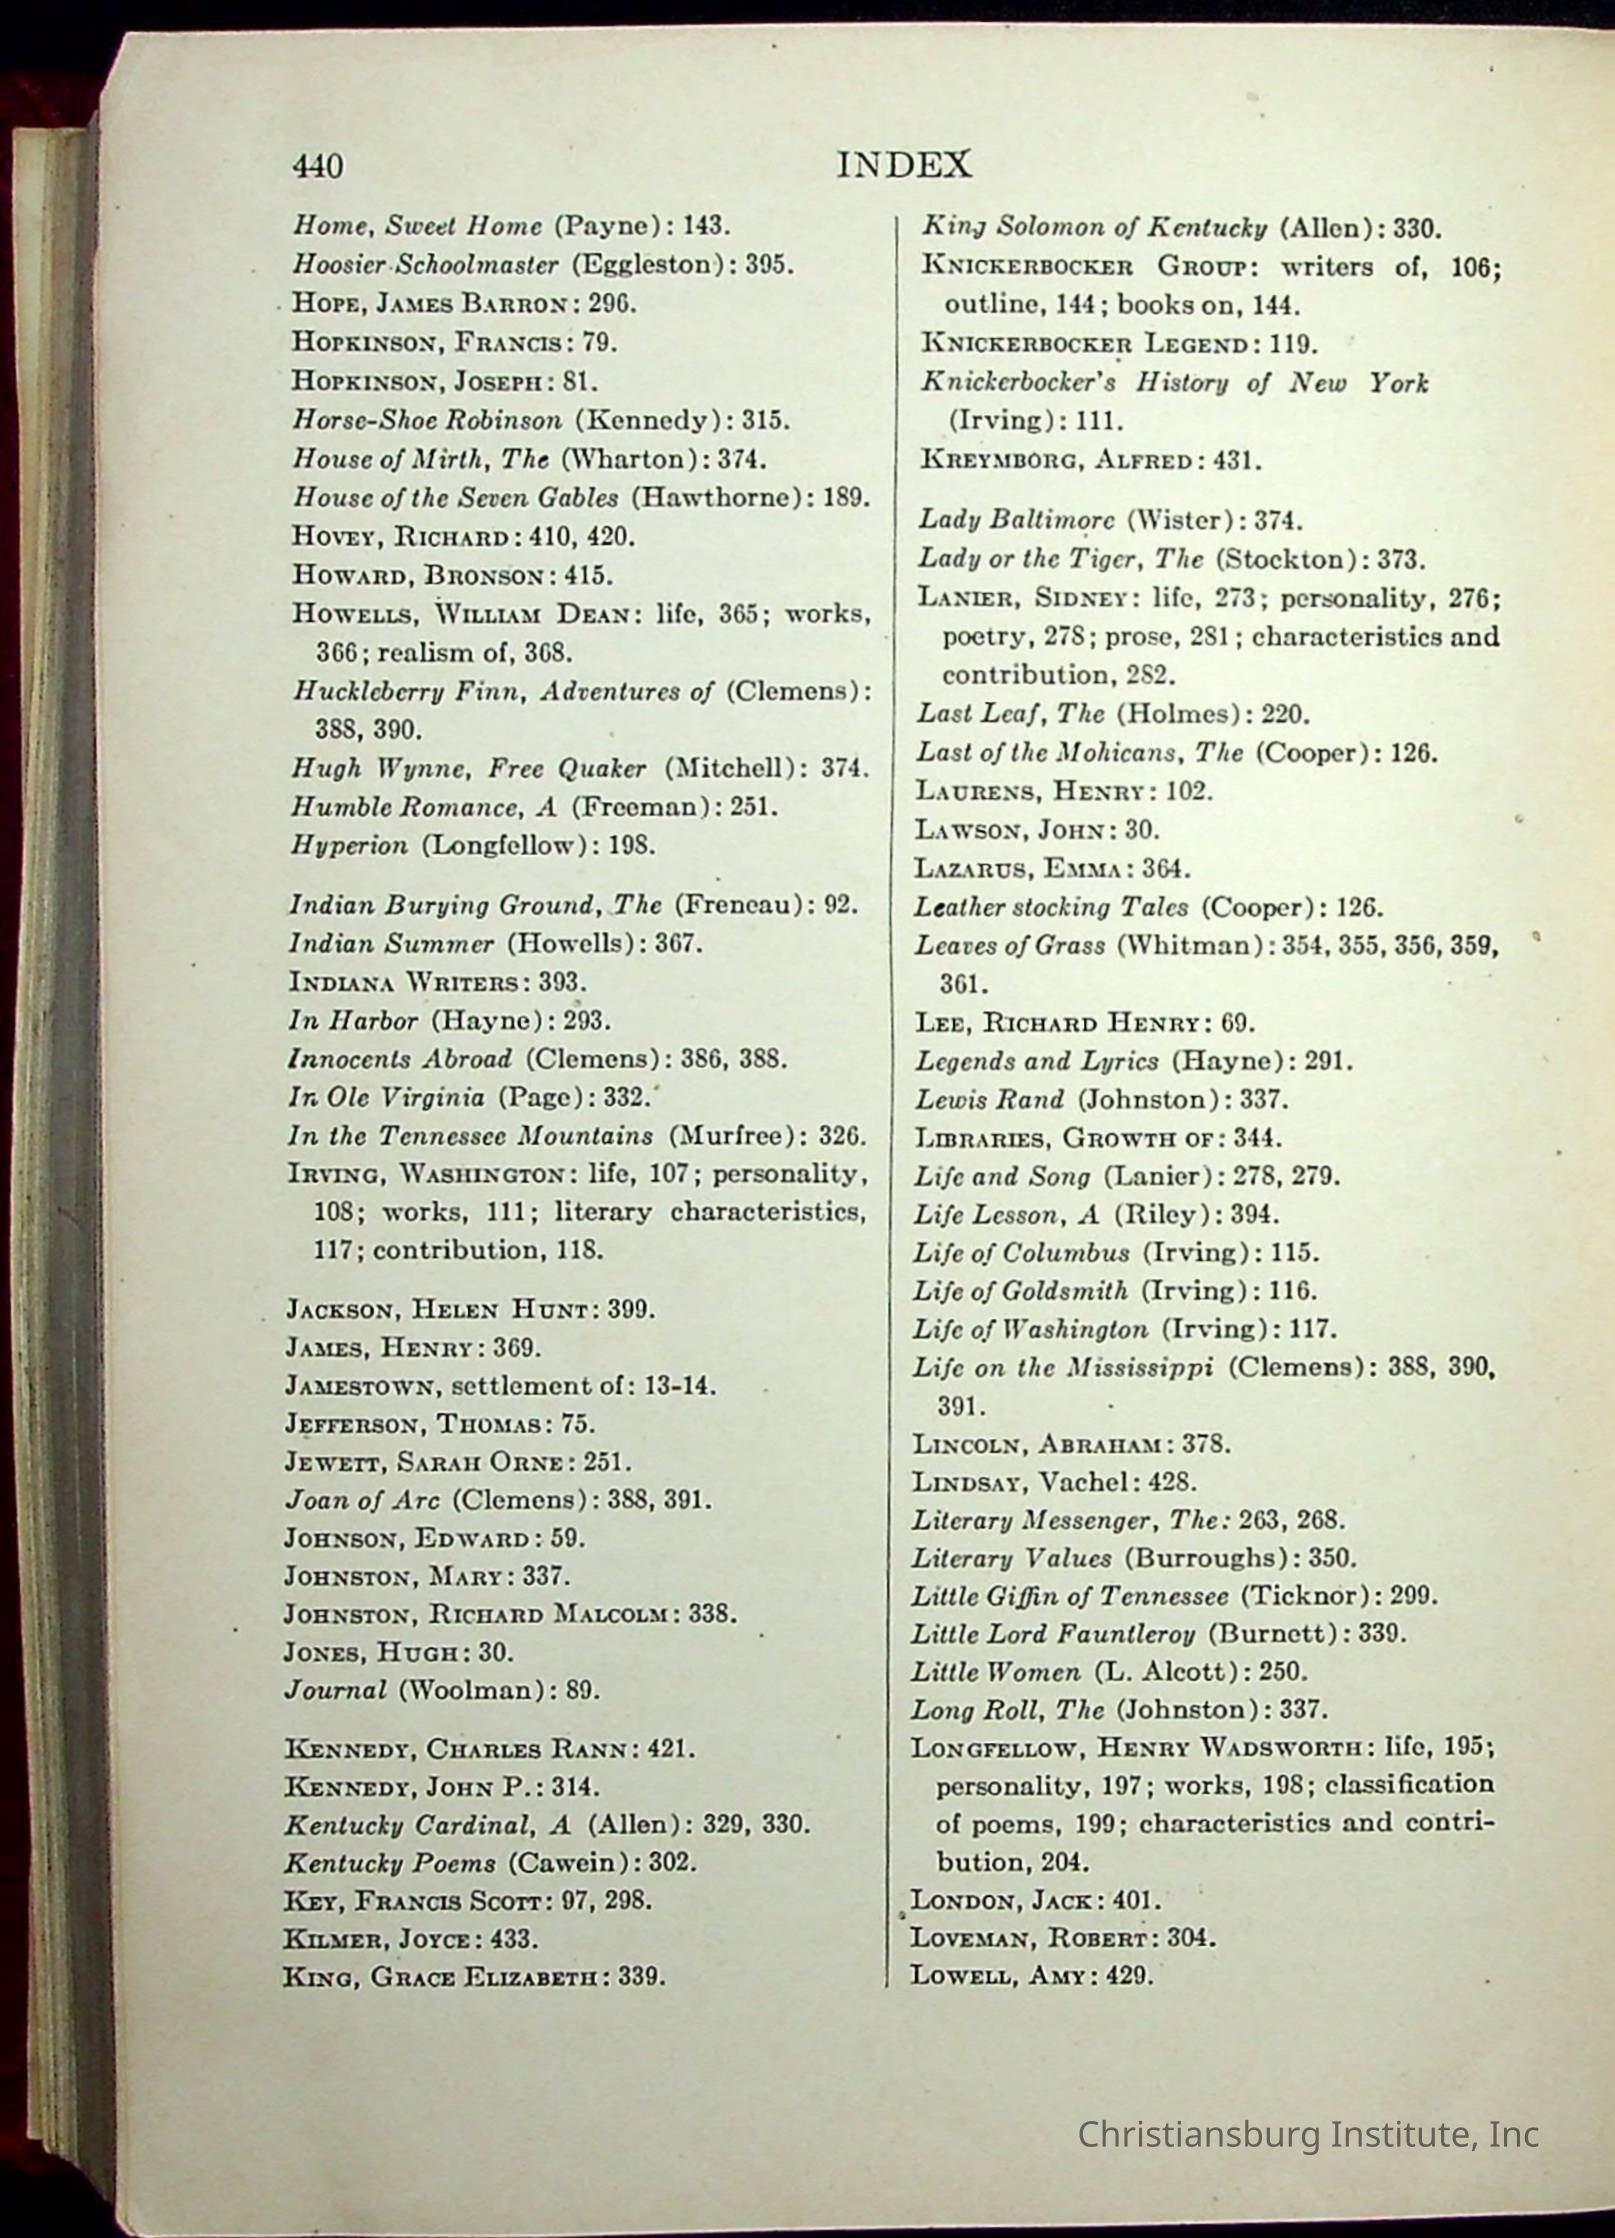 440
INDEX
Home, Sweet Home (Payne): 143.
Hoosier Schoolmaster (Eggleston): 395.
HOPE, JAMES BARRON: 296.
HOPKINSON, FRANCIS: 79.
HOPKINSON, JOSEPH: 81.
Horse-Shoe Robinson (Kennedy): 315.
House of Mirth, The (Wharton): 374.
House of the Seven Gables (Hawthorne): 189.
HOVEY, RICHARD: 410, 420.
HOWARD, BRONSON: 415.
HOWELLS, WILLIAM DEAN: life, 365; works,
366; realism of, 368.
Huckleberry Finn, Adventures of (Clemens):
388, 390.
Hugh Wynne, Free Quaker (Mitchell): 374.
Humble Romance, A (Freeman): 251.
Hyperion (Longfellow): 198.
Indian Burying Ground, The (Freneau): 92.
Indian Summer (Howells): 367.
INDIANA WRITERS: 393.
In Harbor (Hayne): 293.
Innocents Abroad (Clemens): 386, 388.
In Ole Virginia (Page): 332.
In the Tennessee Mountains (Murfree): 326.
IRVING, WASHINGTON: life, 107; personality,
108; works, 111; literary characteristics,
117; contribution, 118.
JACKSON, HELEN HUNT: 399.
JAMES, HENRY: 369.
JAMESTOWN, settlement of: 13-14.
JEFFERSON, THOMAS: 75.
JEWETT, SARAH ORNE: 251.
Joan of Arc (Clemens): 388, 391.
JOHNSON, EDWARD: 59.
JOHNSTON, MARY: 337.
JOHNSTON, RICHARD MALCOLM: 338.
JONES, HUGH: 30.
Journal (Woolman): 89.
KENNEDY, CHARLES RANN: 421.
KENNEDY, JOHN P.: 314.
Kentucky Cardinal, A (Allen): 329, 330.
Kentucky Poems (Cawein): 302.
KEY, FRANCIS SCOTT: 97, 298.
KILMER, JOYCE: 433.
KING, GRACE ELIZABETH: 339.
King Solomon of Kentucky (Allen): 330.
KNICKERBOCKER GROUP: writers of, 106;
outline, 144; books on, 144.
KNICKERBOCKER LEGEND: 119.
Knickerbocker's History of New York
(Irving): 111.
KREYMBORG, ALFRED: 431.
Lady Baltimore (Wister): 374.
Lady or the Tiger, The (Stockton): 373.
LANIER, SIDNEY: life, 273; personality, 276;
poetry, 278; prose, 281; characteristics and
contribution, 282.
Last Leaf, The (Holmes): 220.
Last of the Mohicans, The (Cooper): 126.
LAURENS, HENRY: 102.
LAWSON, JOHN: 30.
LAZARUS, EMMA: 364.
Leather stocking Tales (Cooper): 126.
Leaves of Grass (Whitman): 354, 355, 356, 359,
361.
LEE, RICHARD HENRY: 69.
Legends and Lyrics (Hayne): 291.
Lewis Rand (Johnston): 337.
LIBRARIES, GROWTH OF: 344.
Life and Song (Lanier): 278, 279.
Life Lesson, A (Riley): 394.
Life of Columbus (Irving): 115.
Life of Goldsmith (Irving): 116.
Life of Washington (Irving): 117.
Life on the Mississippi (Clemens): 388, 390,
391.
LINCOLN, ABRAHAM: 378.
LINDSAY, Vachel: 428.
Literary Messenger, The: 263, 268.
Literary Values (Burroughs): 350.
Little Giffin of Tennessee (Ticknor): 299.
Little Lord Fauntleroy (Burnett): 339.
Little Women (L. Alcott): 250.
Long Roll, The (Johnston): 337.
LONGFELLOW, HENRY WADSWORTH: life, 195;
personality, 197; works, 198; classification
of poems, 199; characteristics and contri-
bution, 204.
LONDON, JACK: 401.
LOVEMAN, ROBERT: 304.
LOWELL, AMY: 429.
Christiansburg Institute, Inc